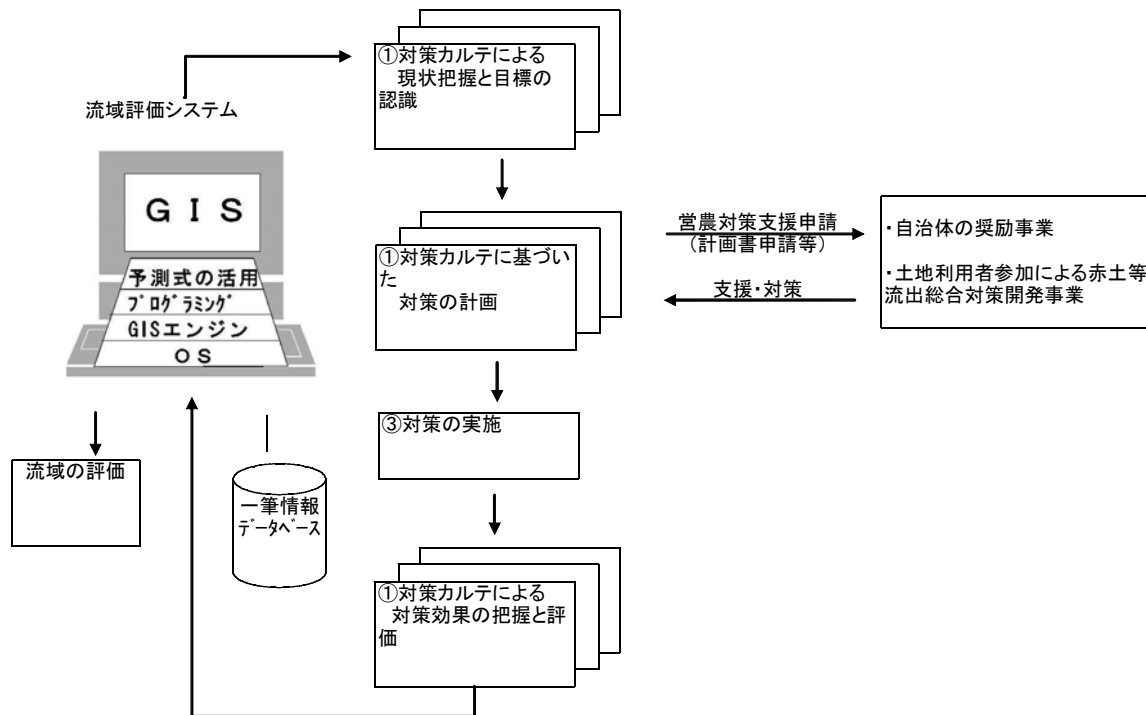 ①対策カルテによる
現状把握と目標の
認識
流域評価システム
GIS
予測式の活用
プログラミング
GISエンジン
OS
①対策カルテに基づい
た
対策の計画
営農対策支援申請
(計画書申請等)
支援・対策
・自治体の奨励事業
・土地利用者参加による赤土等
流出総合対策開発事業
③対策の実施
流域の評価
一筆情報
データベース
①対策カルテによる
対策効果の把握と評
価